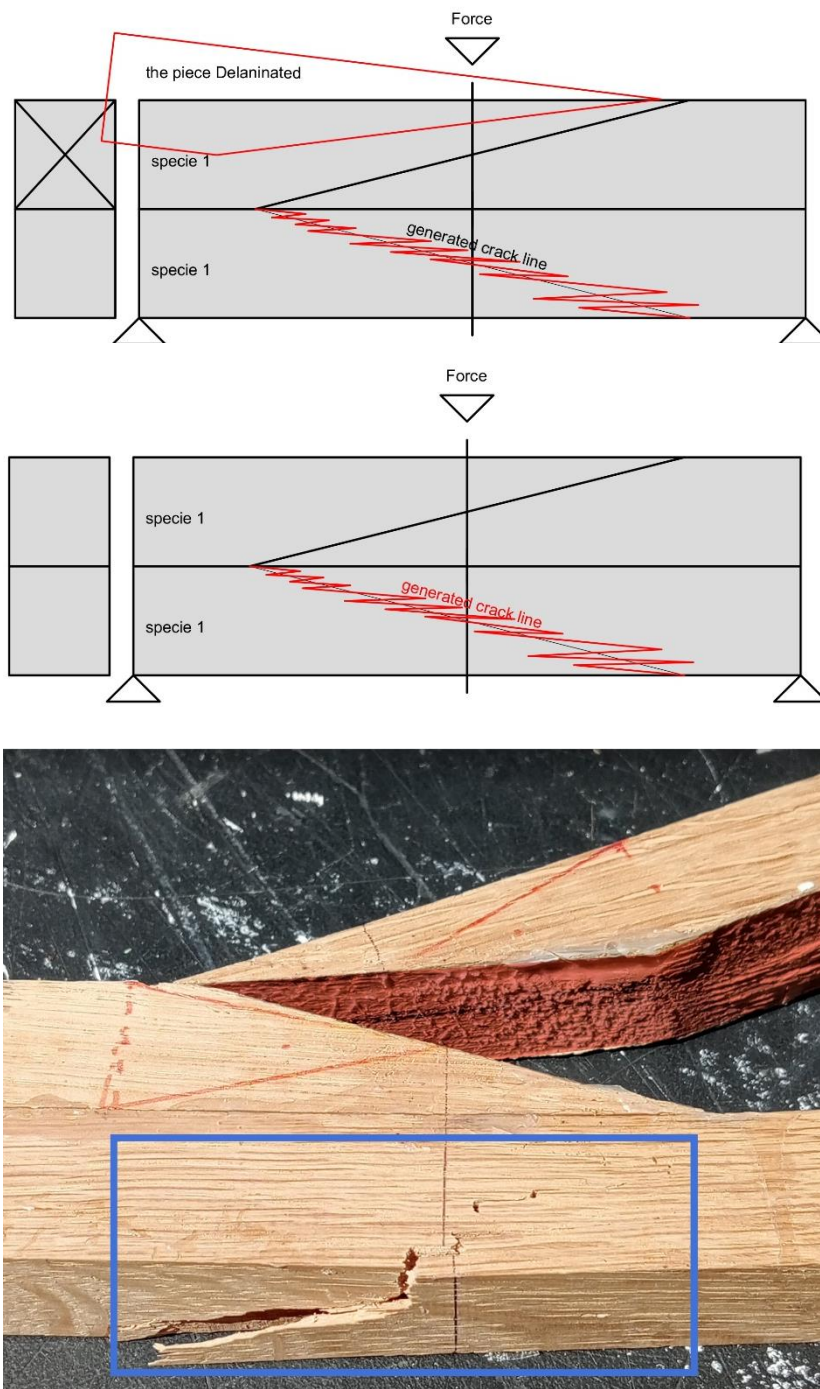 Force
the piece Delaninated
specie 1
generated crack line
specie 1
Force
specie 1
generated crack line
specie 1